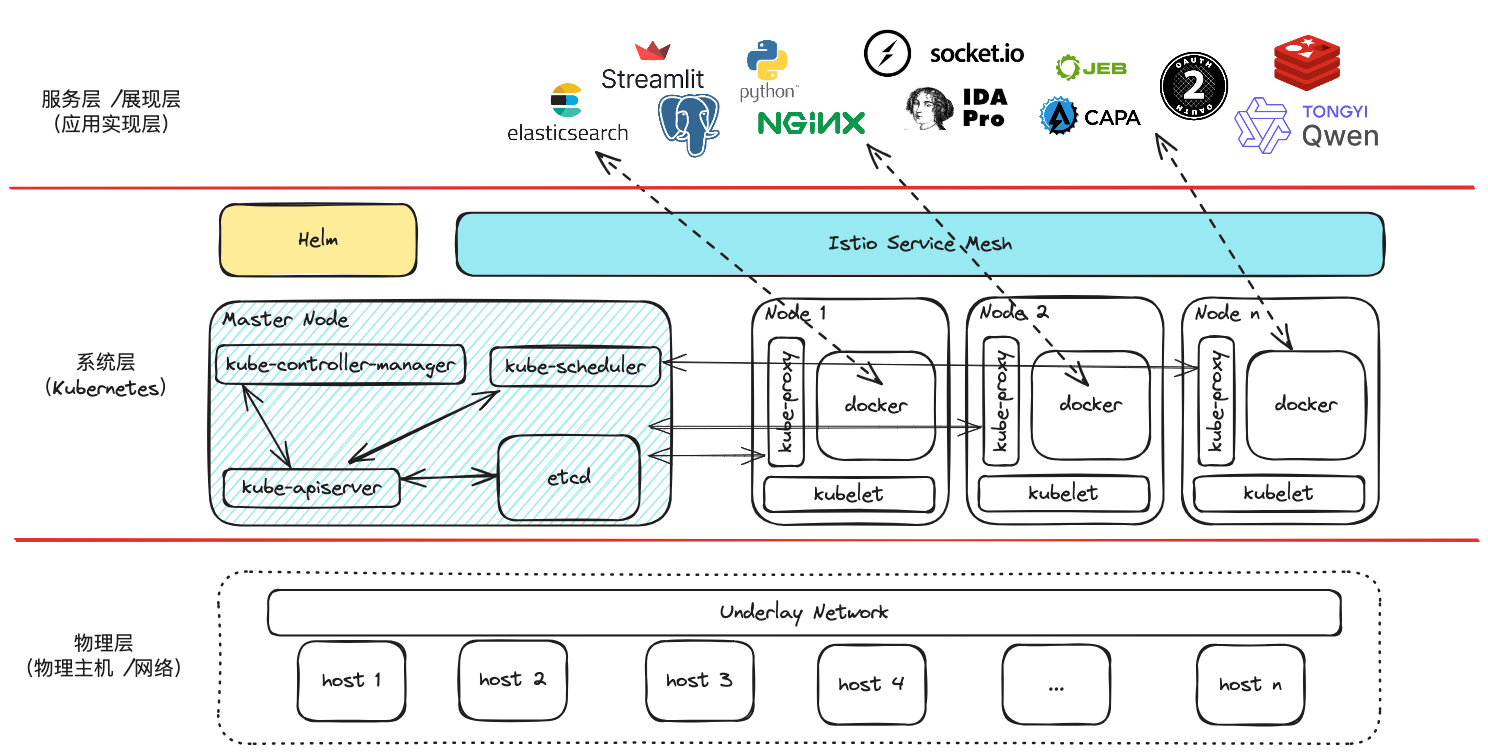 服务层 /展现层
（应用实现层）
elasticsearch
Streamlit
python™
NGINX
socket.io
IDA
Pro
JEB
CAPA
OAUTH
2
OAUTH
TONGYI
Qwen
Helm
Istio Service Mesh
系统层
（Kubernetes）
Master Node
kube-controller-manager
kube-scheduler
kube-apiserver
etcd
Node 1
kube-proxy
docker
kubelet
Node 2
kube-proxy
docker
kubelet
Node n
kube-proxy
docker
kubelet
物理层
（物理主机 /网络）
Underlay Network
host 1
host 2
host 3
host 4
...
host n